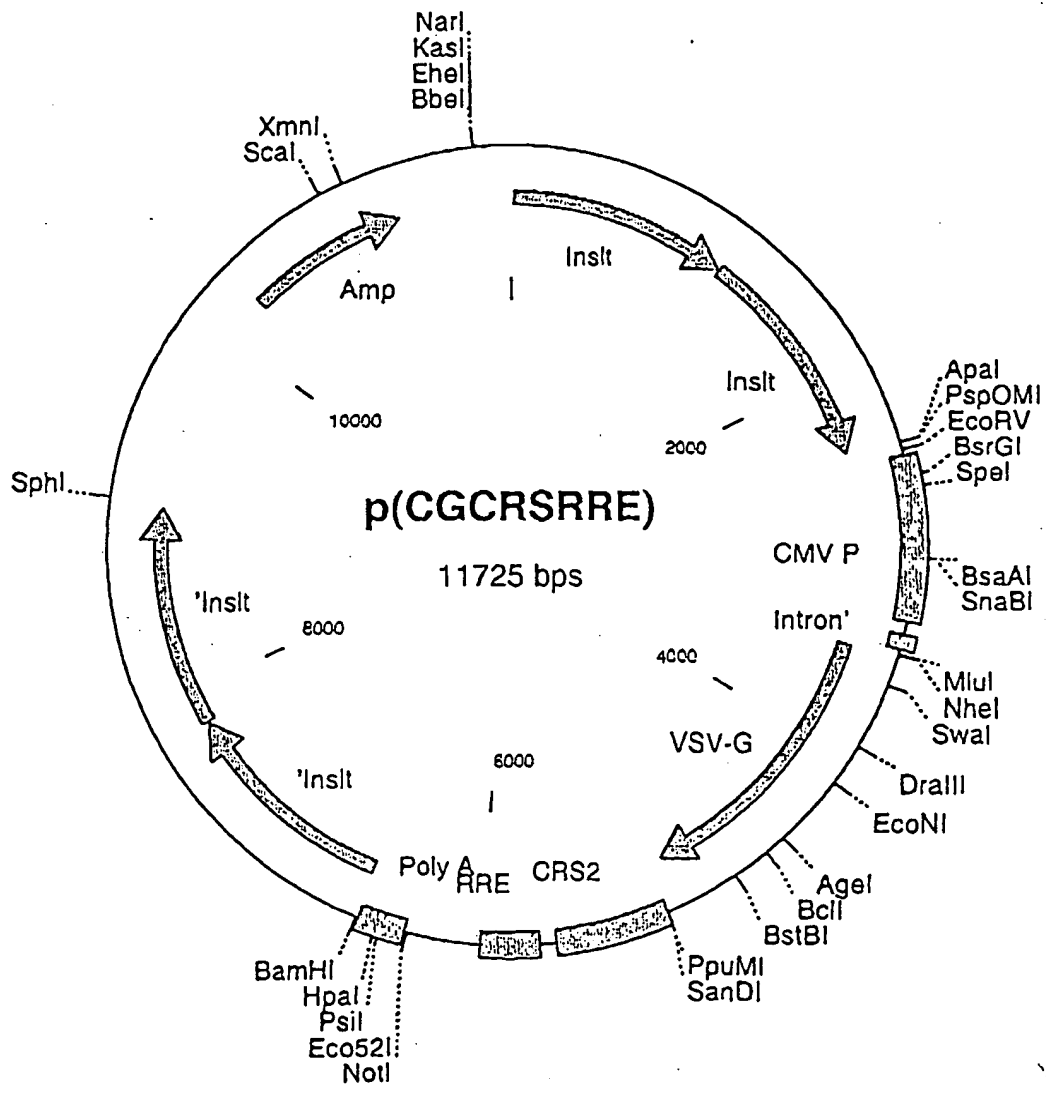 NarI
KasI
EheI
BbeI
XmnI
ScaI
InsIt
Amp
InsIt
ApaI
PspOMI
EcoRV
BsrGI
SpeI
10000
2000
SphI
p(CGCRSRRE)
11725 bps
CMV P
BsaAI
SnaBI
'InsIt
Intron'
8000
4000
MluI
NheI
SwaI
VSV-G
'InsIt
6000
DraIII
EcoNI
Poly A
RRE
CRS2
AgeI
BclI
BstBI
BamHI
HpaI
PsiI
Eco52I
NotI
PpuMI
SanDI